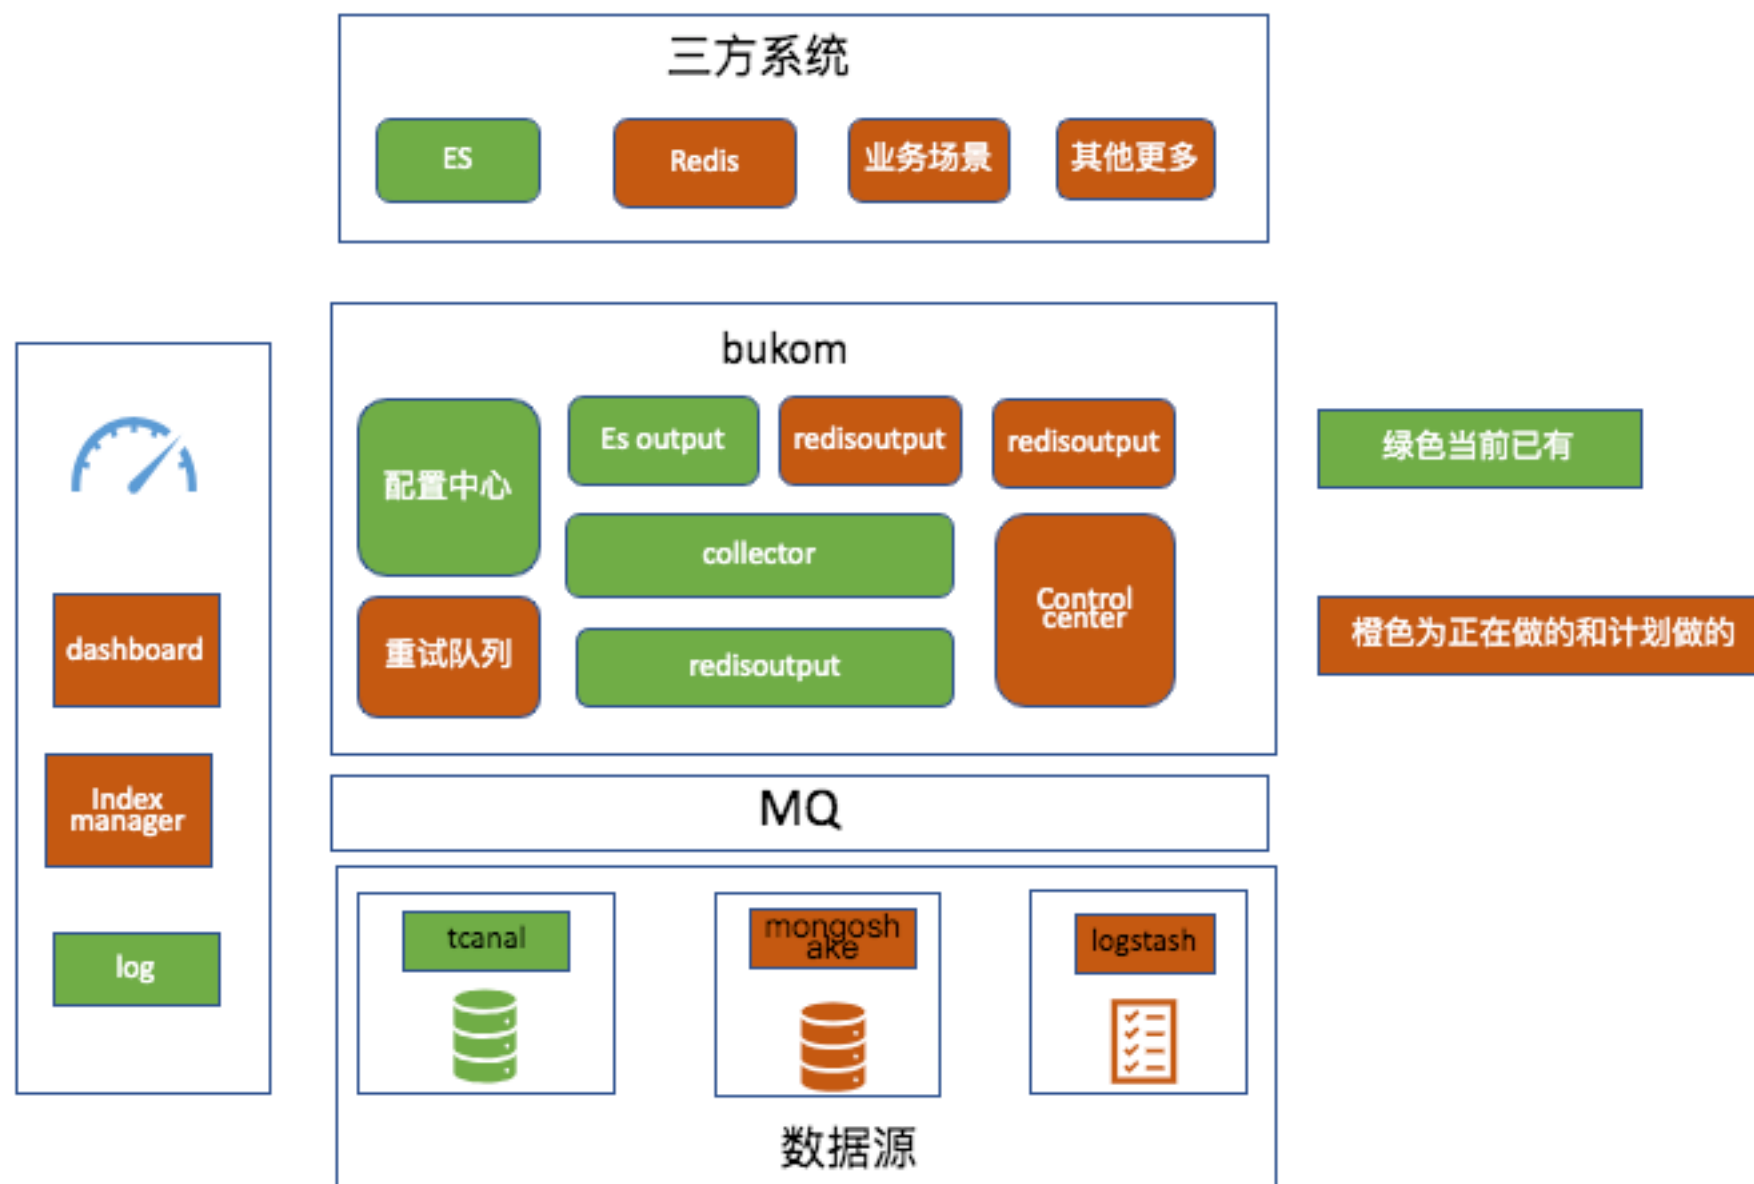 三方系统
ES
Redis
业务场景
其他更多
bukom
配置中心
Es output
redisoutput
redisoutput
collector
重试队列
redisoutput
Control
center
绿色当前已有
橙色为正在做的和计划做的
dashboard
Index
manager
log
MQ
tcanal
mongosh
ake
logstash
数据源